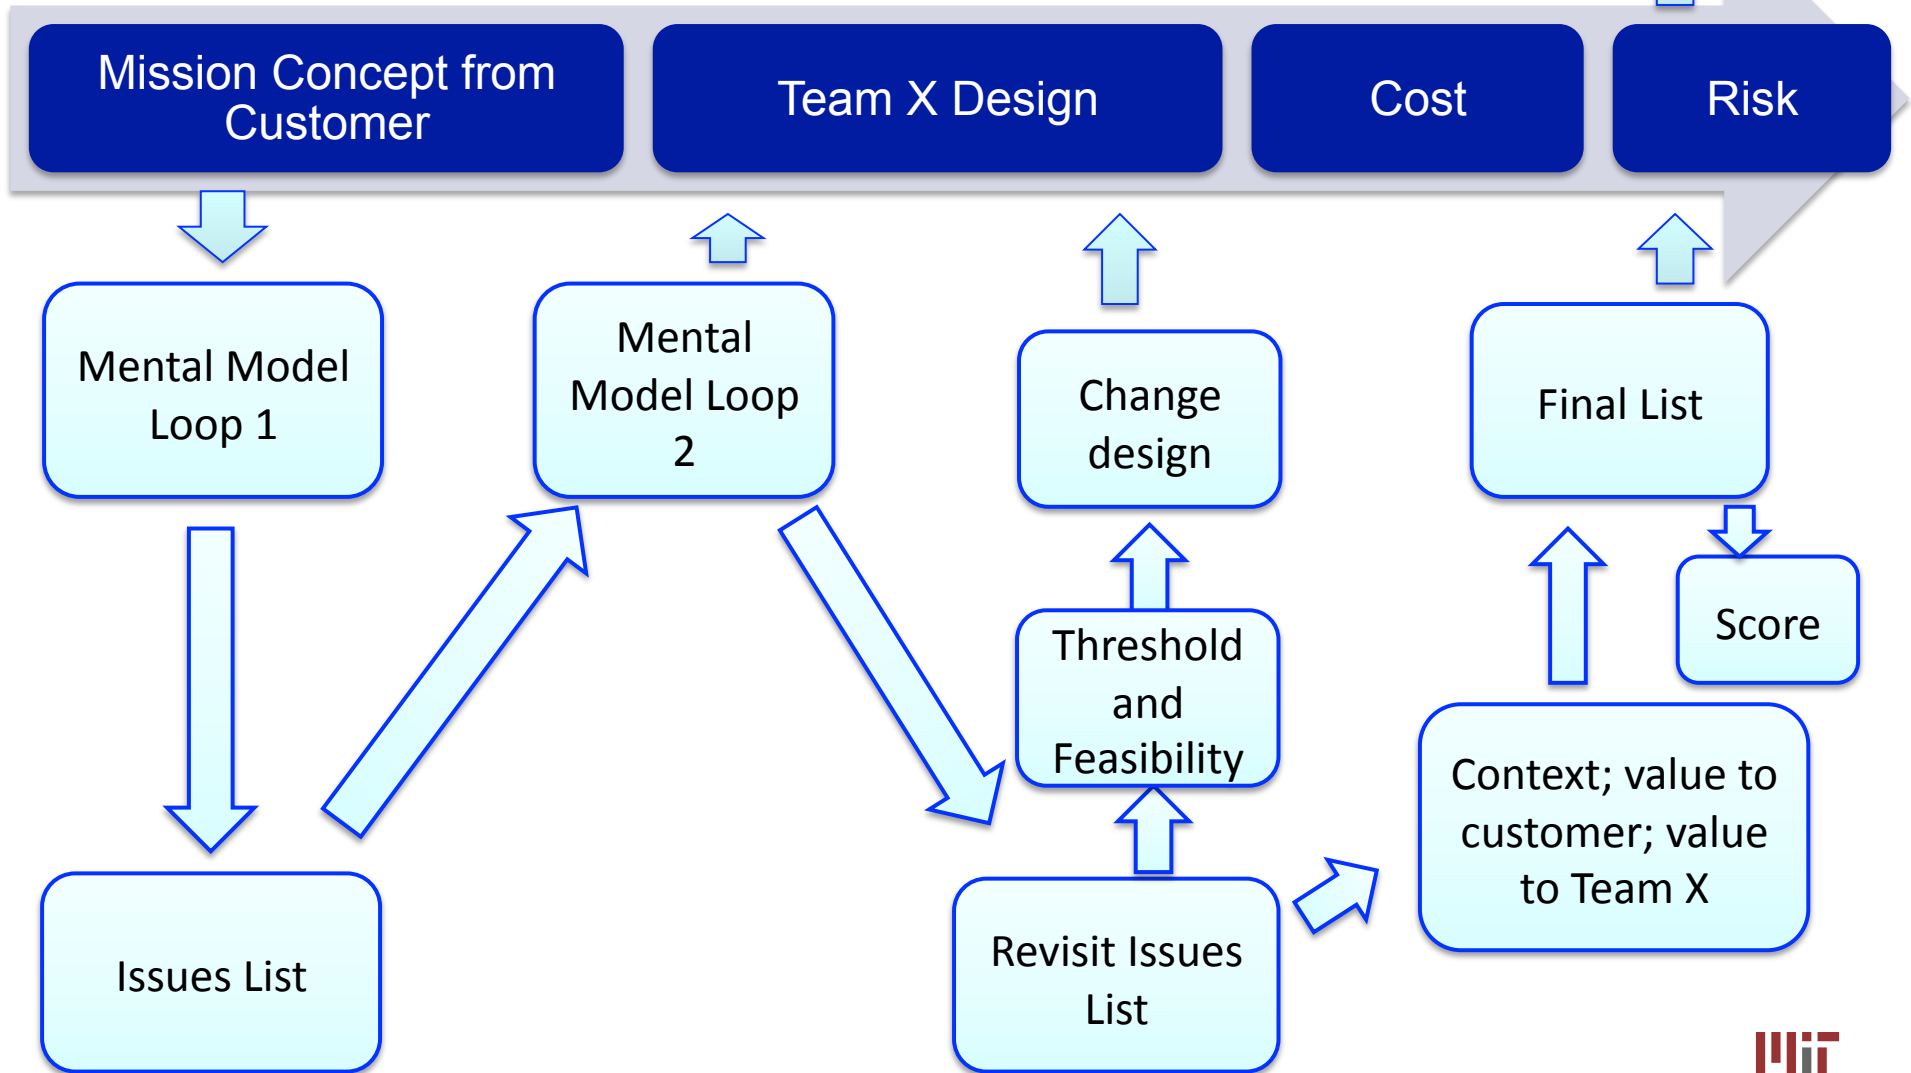 Mission Concept from
Customer
Team X Design
Cost
Risk
Mental Model
Loop 1
Mental
Model Loop
2
Change
design
Final List
Threshold
and
Feasibility
Score
Context; value to
customer; value
to Team X
Issues List
Revisit Issues
List
MIT